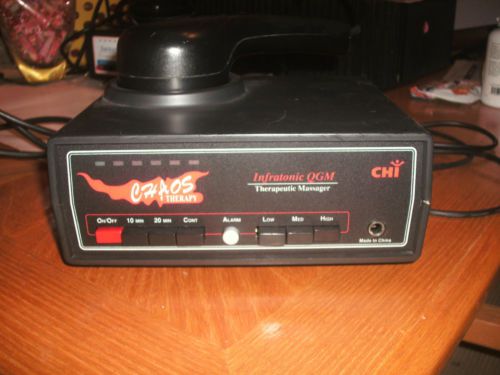 CHAOS
THERAPY
Infratonic QGM
Therapeutic Massager
CHI
On/Off 10 Min 20 Min Cont Alarm Low Med High
Made in China